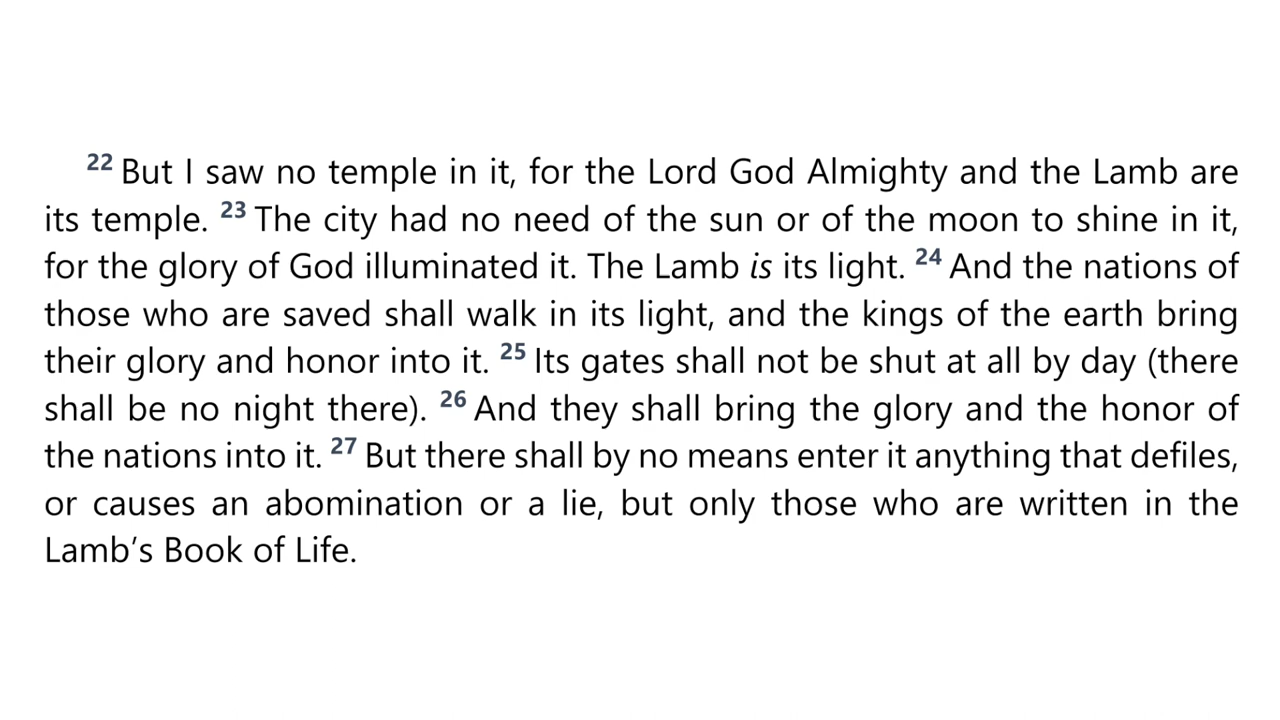 22 But I saw no temple in it, for the Lord God Almighty and the Lamb are
its temple. 23 The city had no need of the sun or of the moon to shine in it,
for the glory of God illuminated it. The Lamb is its light. 24 And the nations of
those who are saved shall walk in its light, and the kings of the earth bring
their glory and honor into it. 25 Its gates shall not be shut at all by day (there
shall be no night there). 26 And they shall bring the glory and the honor of
the nations into it. 27 But there shall by no means enter it anything that defiles,
or causes an abomination or a lie, but only those who are written in the
Lamb’s Book of Life.